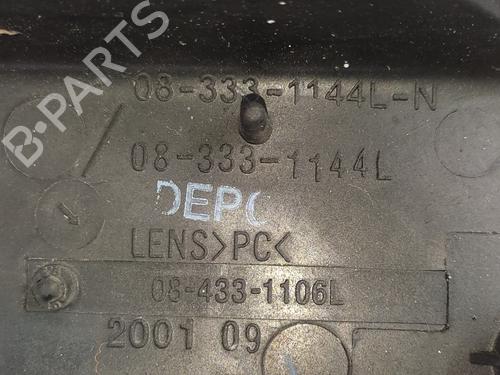 08-333-1144L-N
08-333-1144L
DEPO
LENS>PC<
08-433-1106L
2001 09
B-Parts